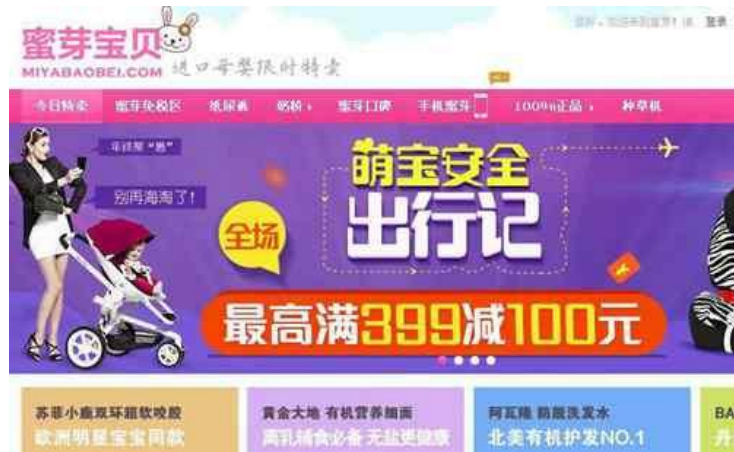 蜜芽宝贝
MIYABAOBEI.COM 进口母婴限时特卖
登录
今日特卖 蜜芽免税区 纸尿裤 奶粉 蜜芽口碑 手机蜜芽 100%正品 种草机
别再海淘了!
萌宝安全
出行记
全场
最高满399减100元
苏菲小鹿双环超软咬胶
欧洲明星宝宝同款
黄金大地 有机营养细面
离乳辅食必备 无盐更健康
阿瓦隆 防脱洗发水
北美有机护发NO.1
BA
丹